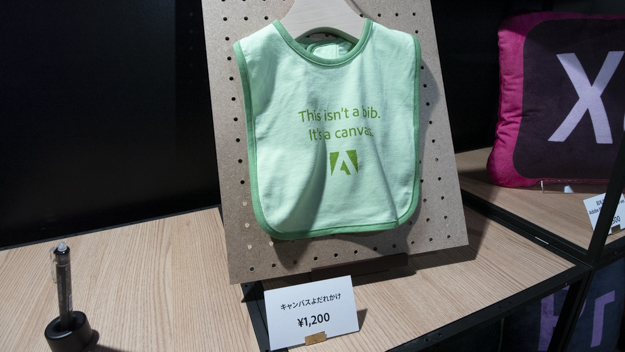 This isn't a bib.
It's a canvas.
キャンバスよだれかけ
¥1,200
X